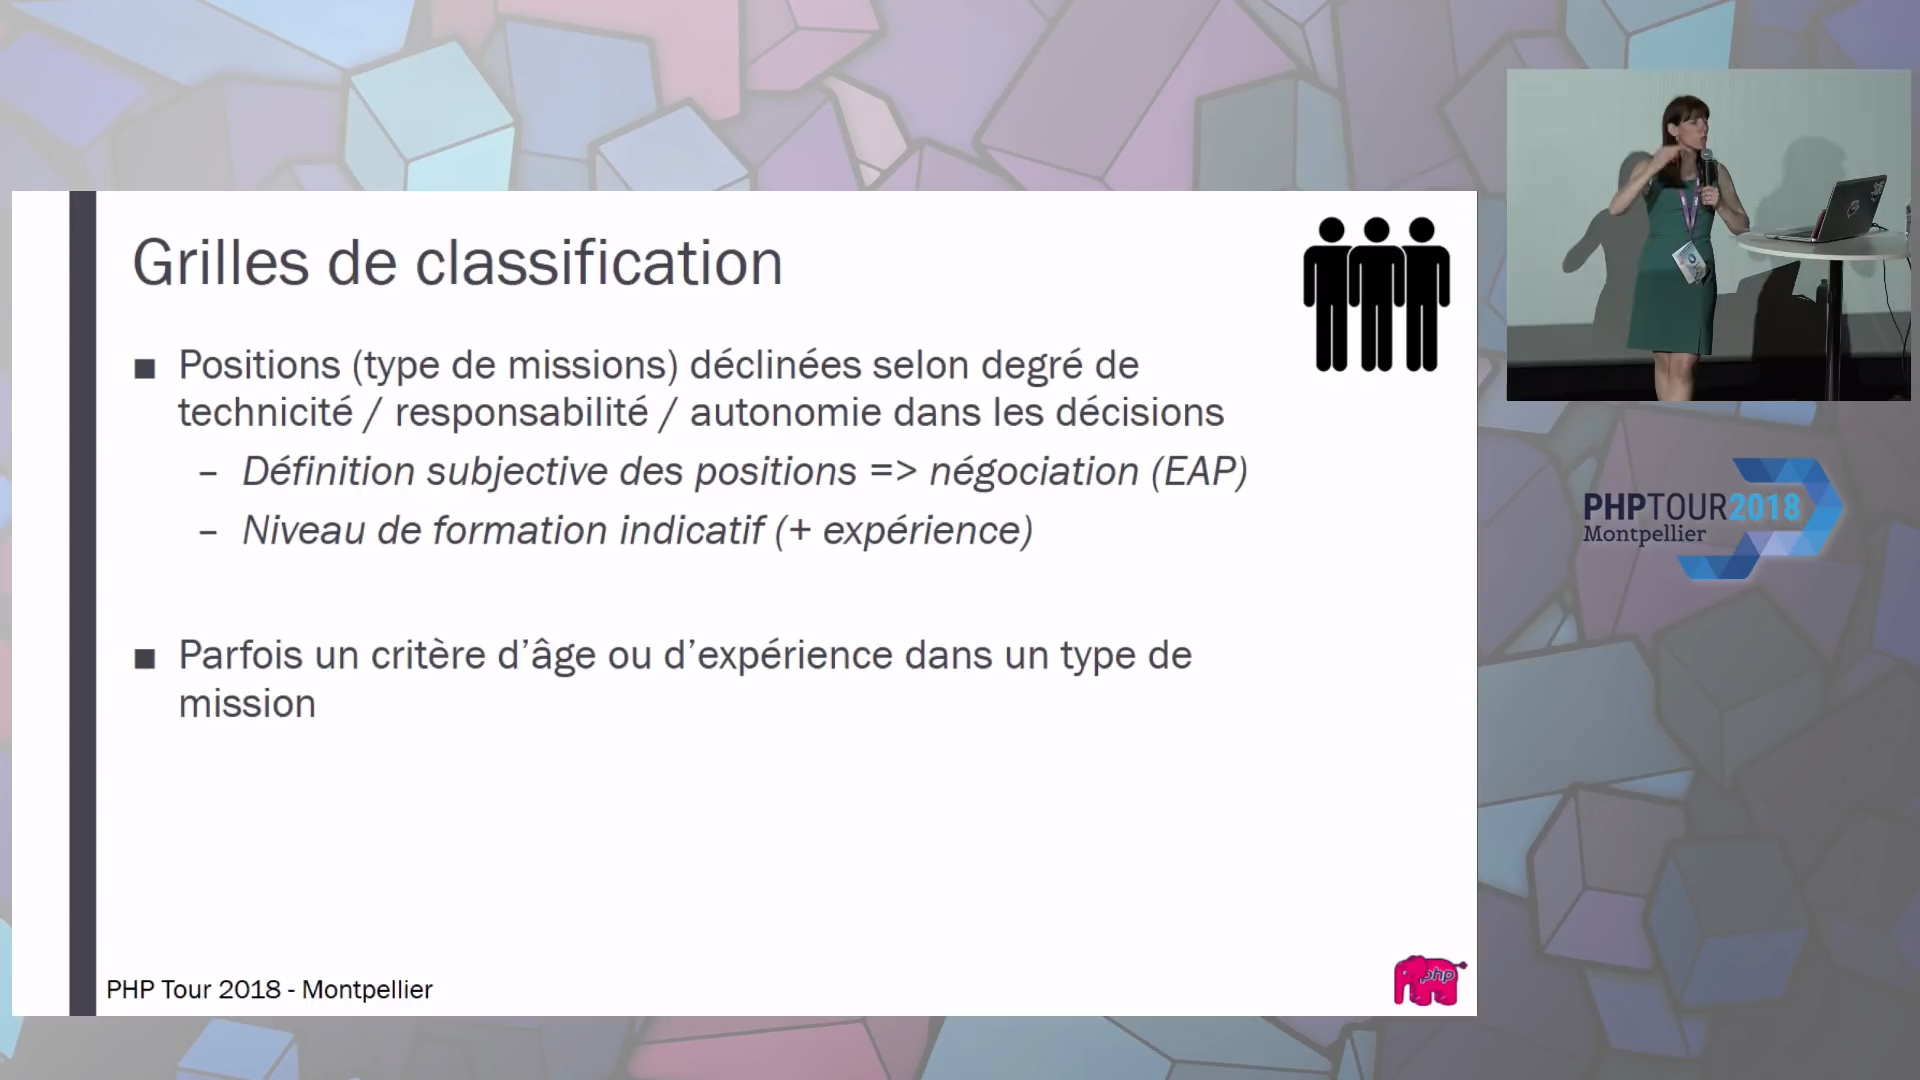 Grilles de classification
■ Positions (type de missions) déclinées selon degré de
technicité / responsabilité / autonomie dans les décisions
– Définition subjective des positions => négociation (EAP)
– Niveau de formation indicatif (+ expérience)
■ Parfois un critère d’âge ou d’expérience dans un type de
mission
PHP Tour 2018 - Montpellier
php
PHPTOUR2018
Montpellier